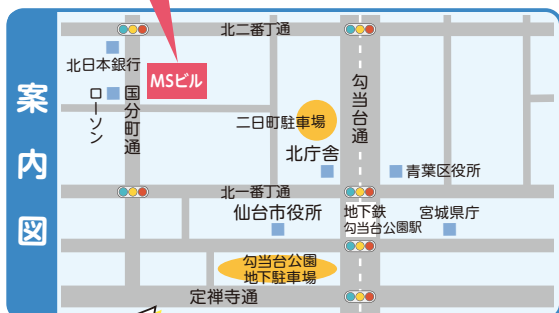 案内図
北二番丁通
北日本銀行
MSビル
ローソン
国分町通
勾当台通
二日町駐車場
北庁舎
青葉区役所
北一番丁通
仙台市役所
地下鉄
勾当台公園駅
宮城県庁
勾当台公園
地下駐車場
定禅寺通